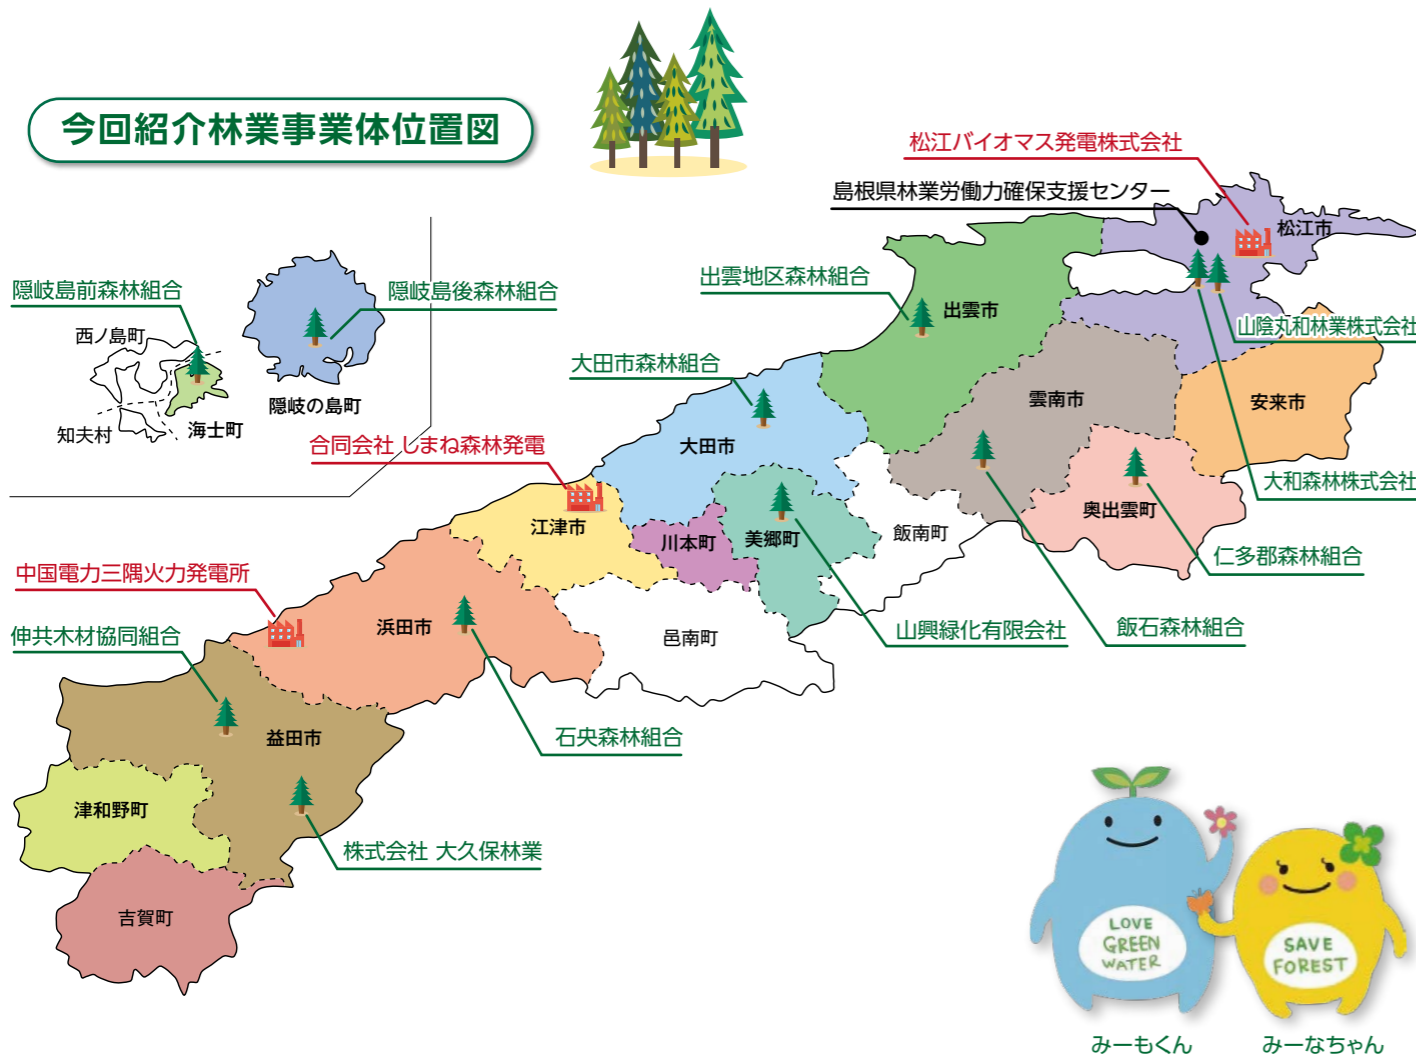 今回紹介林業事業体位置図
松江バイオマス発電株式会社
島根県林業労働力確保支援センター
松江市
隠岐島前森林組合
隠岐島後森林組合
出雲地区森林組合
出雲市
山陰丸和林業株式会社
西ノ島町
大田市森林組合
雲南市
安来市
隠岐の島町
知夫村
海士町
合同会社 しまね森林発電
大田市
大和森林株式会社
江津市
川本町
美郷町
飯南町
奥出雲町
仁多郡森林組合
中国電力三隅火力発電所
浜田市
邑南町
山興緑化有限会社
飯石森林組合
伸共木材協同組合
益田市
石央森林組合
津和野町
株式会社 大久保林業
吉賀町
LOVE
GREEN
WATER
SAVE
FOREST
みーもくん
みーなちゃん